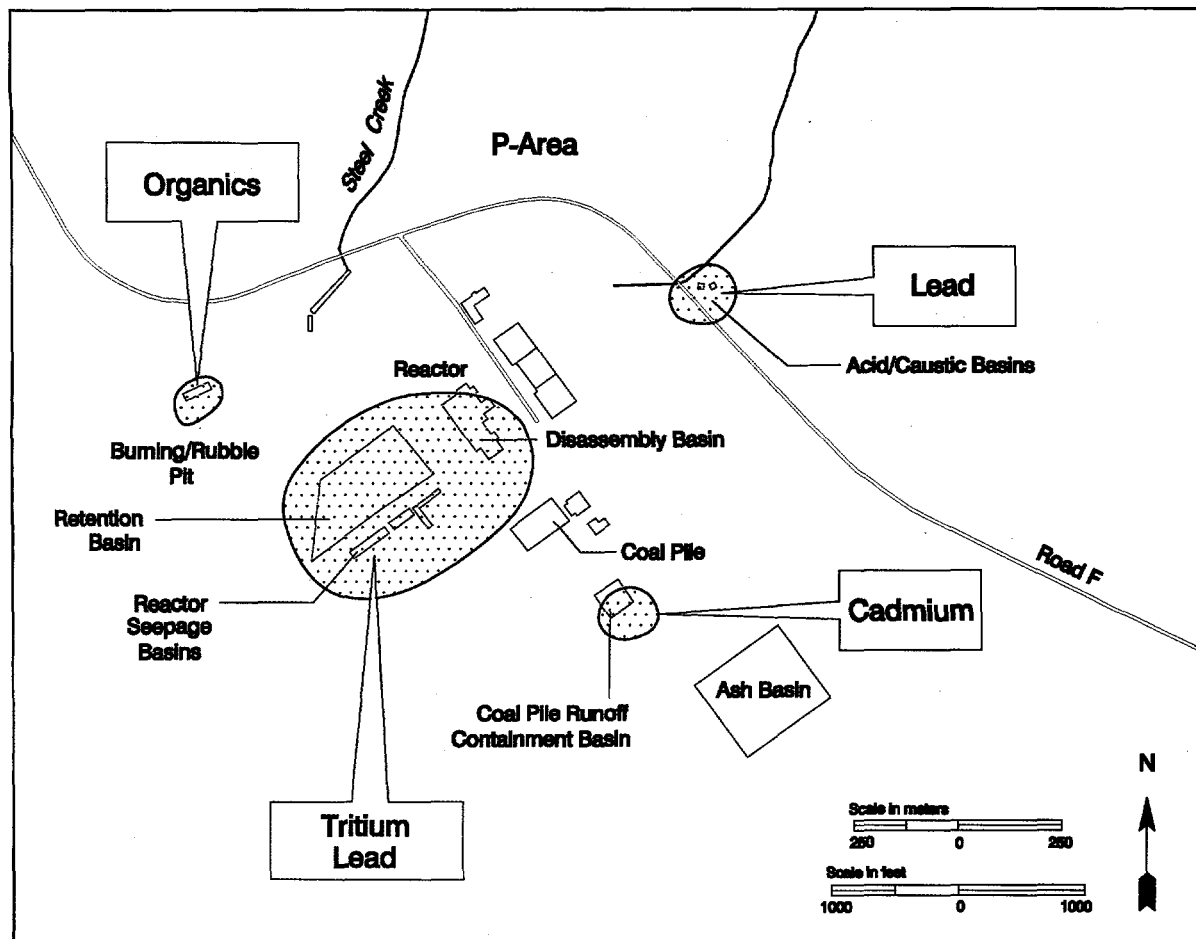 Steel Creek
P-Area
Organics
Lead
Acid/Caustic Basins
Reactor
Burning/Rubble
Pit
Disassembly Basin
Retention
Basin
Coal Pile
Road F
Reactor
Seepage
Basins
Cadmium
Ash Basin
Coal Pile Runoff
Containment Basin
Tritium
Lead
N
Scale in meters
250 0 250
Scale in feet
1000 0 1000